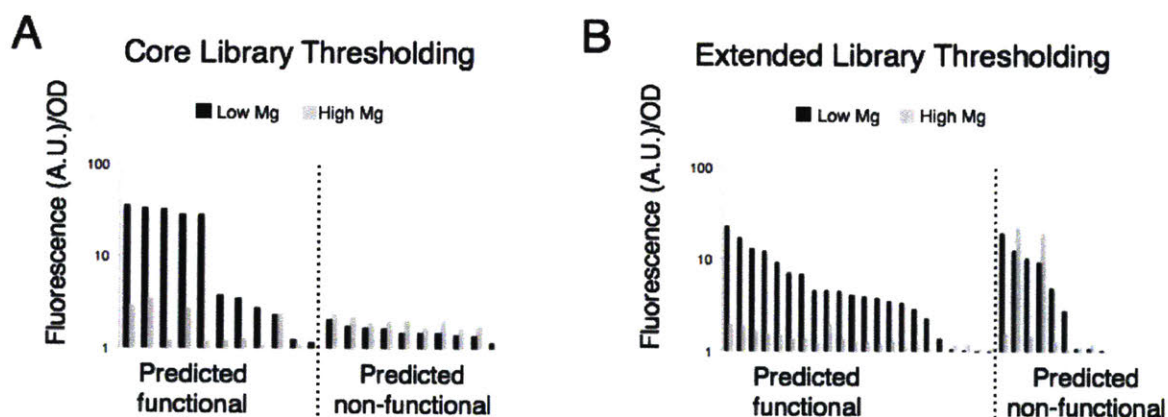 A
Core Library Thresholding
Low Mg High Mg
Fluorescence (A.U.)/OD
100
10
1
Predicted functional
Predicted non-functional
B
Extended Library Thresholding
Low Mg High Mg
Fluorescence (A.U.)/OD
100
10
1
Predicted functional
Predicted non-functional